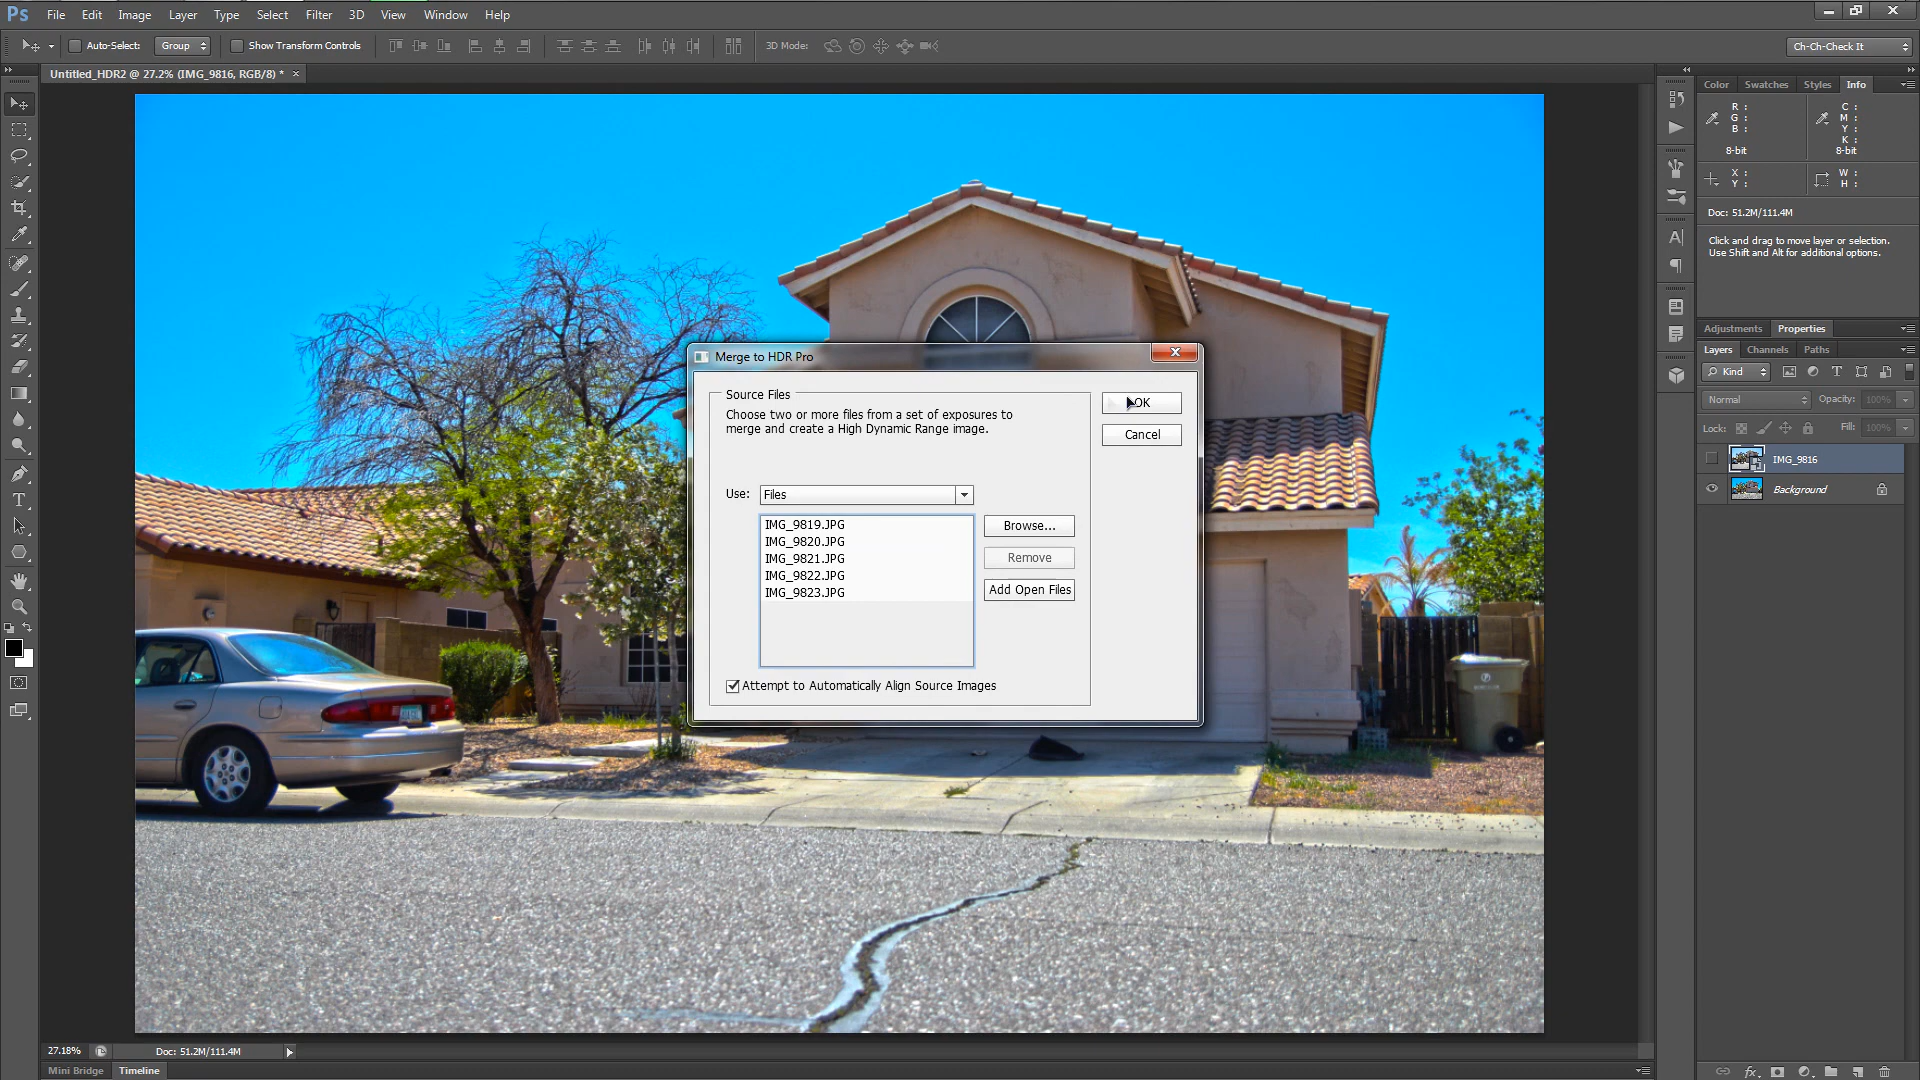 Ps File Edit Image Layer Type Select Filter 3D View Window Help
Auto-Select: Group Show Transform Controls 3D Mode: Ch-Ch-Check It
Untitled_HDR2 @ 27.2% (IMG_9816, RGB/8) * ×
Color Swatches Styles Info
R : C :
G : M :
B : Y :
K :
8-bit 8-bit
X : W :
Y : H :
Doc: 51.2M/111.4M
Click and drag to move layer or selection.
Use Shift and Alt for additional options.
Adjustments Properties
Layers Channels Paths
Kind
Normal Opacity: 100%
Lock: Fill: 100%
IMG_9816
Background
Merge to HDR Pro
Source Files
Choose two or more files from a set of exposures to
merge and create a High Dynamic Range image.
OK
Cancel
Use: Files
IMG_9819.JPG
IMG_9820.JPG
IMG_9821.JPG
IMG_9822.JPG
IMG_9823.JPG
Browse...
Remove
Add Open Files
Attempt to Automatically Align Source Images
27.18% Doc: 51.2M/111.4M
Mini Bridge Timeline